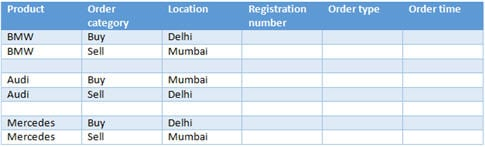 Product Order category Location Registration number Order type Order time
BMW Buy Delhi
BMW Sell Mumbai
Audi Buy Mumbai
Audi Sell Delhi
Mercedes Buy Delhi
Mercedes Sell Mumbai